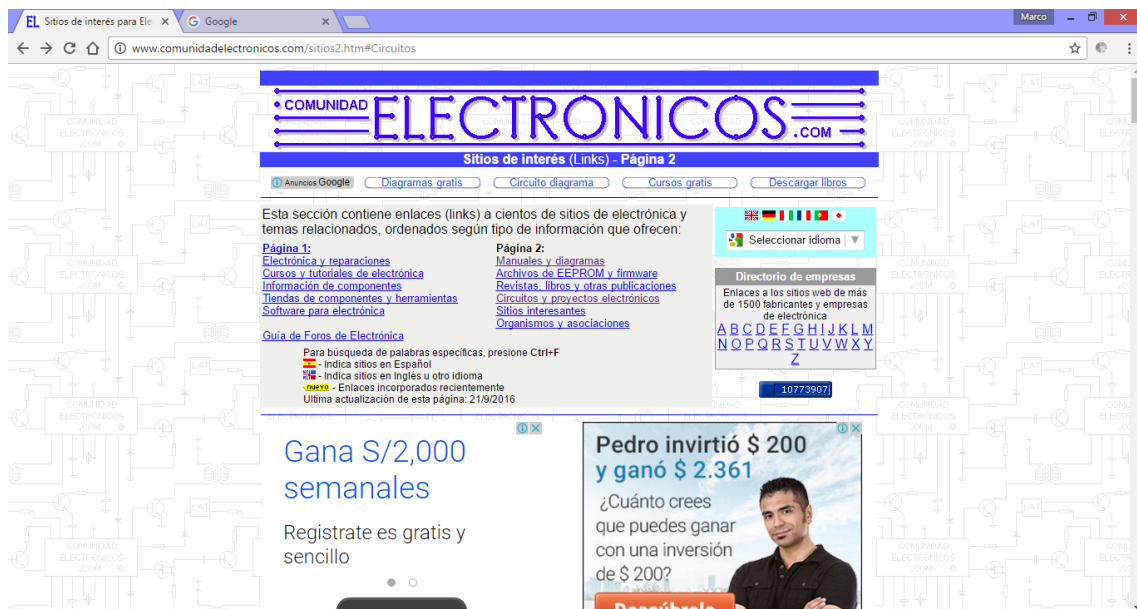 EL Sitios de interés para Ele
Google
Marco
www.comunidadelectronicos.com/sitios2.htm#Circuitos
COMUNIDAD ELECTRONICOS.COM
Sitios de interés (Links) - Página 2
Anuncios Google Diagramas gratis Circuito diagrama Cursos gratis Descargar libros
Esta sección contiene enlaces (links) a cientos de sitios de electrónica y
temas relacionados, ordenados según tipo de información que ofrecen:
Página 1:
Electrónica y reparaciones
Cursos y tutoriales de electrónica
Información de componentes
Tiendas de componentes y herramientas
Software para electrónica
Guía de Foros de Electrónica
Página 2:
Manuales y diagramas
Archivos de EEPROM y firmware
Revistas, libros y otras publicaciones
Circuitos y proyectos electrónicos
Sitios interesantes
Organismos y asociaciones
Para búsqueda de palabras específicas, presione Ctrl+F
- Indica sitios en Español
- Indica sitios en Inglés u otro idioma
nuevo - Enlaces incorporados recientemente
Ultima actualización de esta página: 21/9/2016
Seleccionar idioma
Directorio de empresas
Enlaces a los sitios web de más
de 1500 fabricantes y empresas
de electrónica
A B C D E F G H I J K L M
N O P Q R S T U V W X Y
Z
10773907
Gana S/2,000
semanales
Registrate es gratis y
sencillo
Pedro invirtió $ 200
y ganó $ 2.361
¿Cuánto crees
que puedes ganar
con una inversión
de $ 200?
Descúbrelo